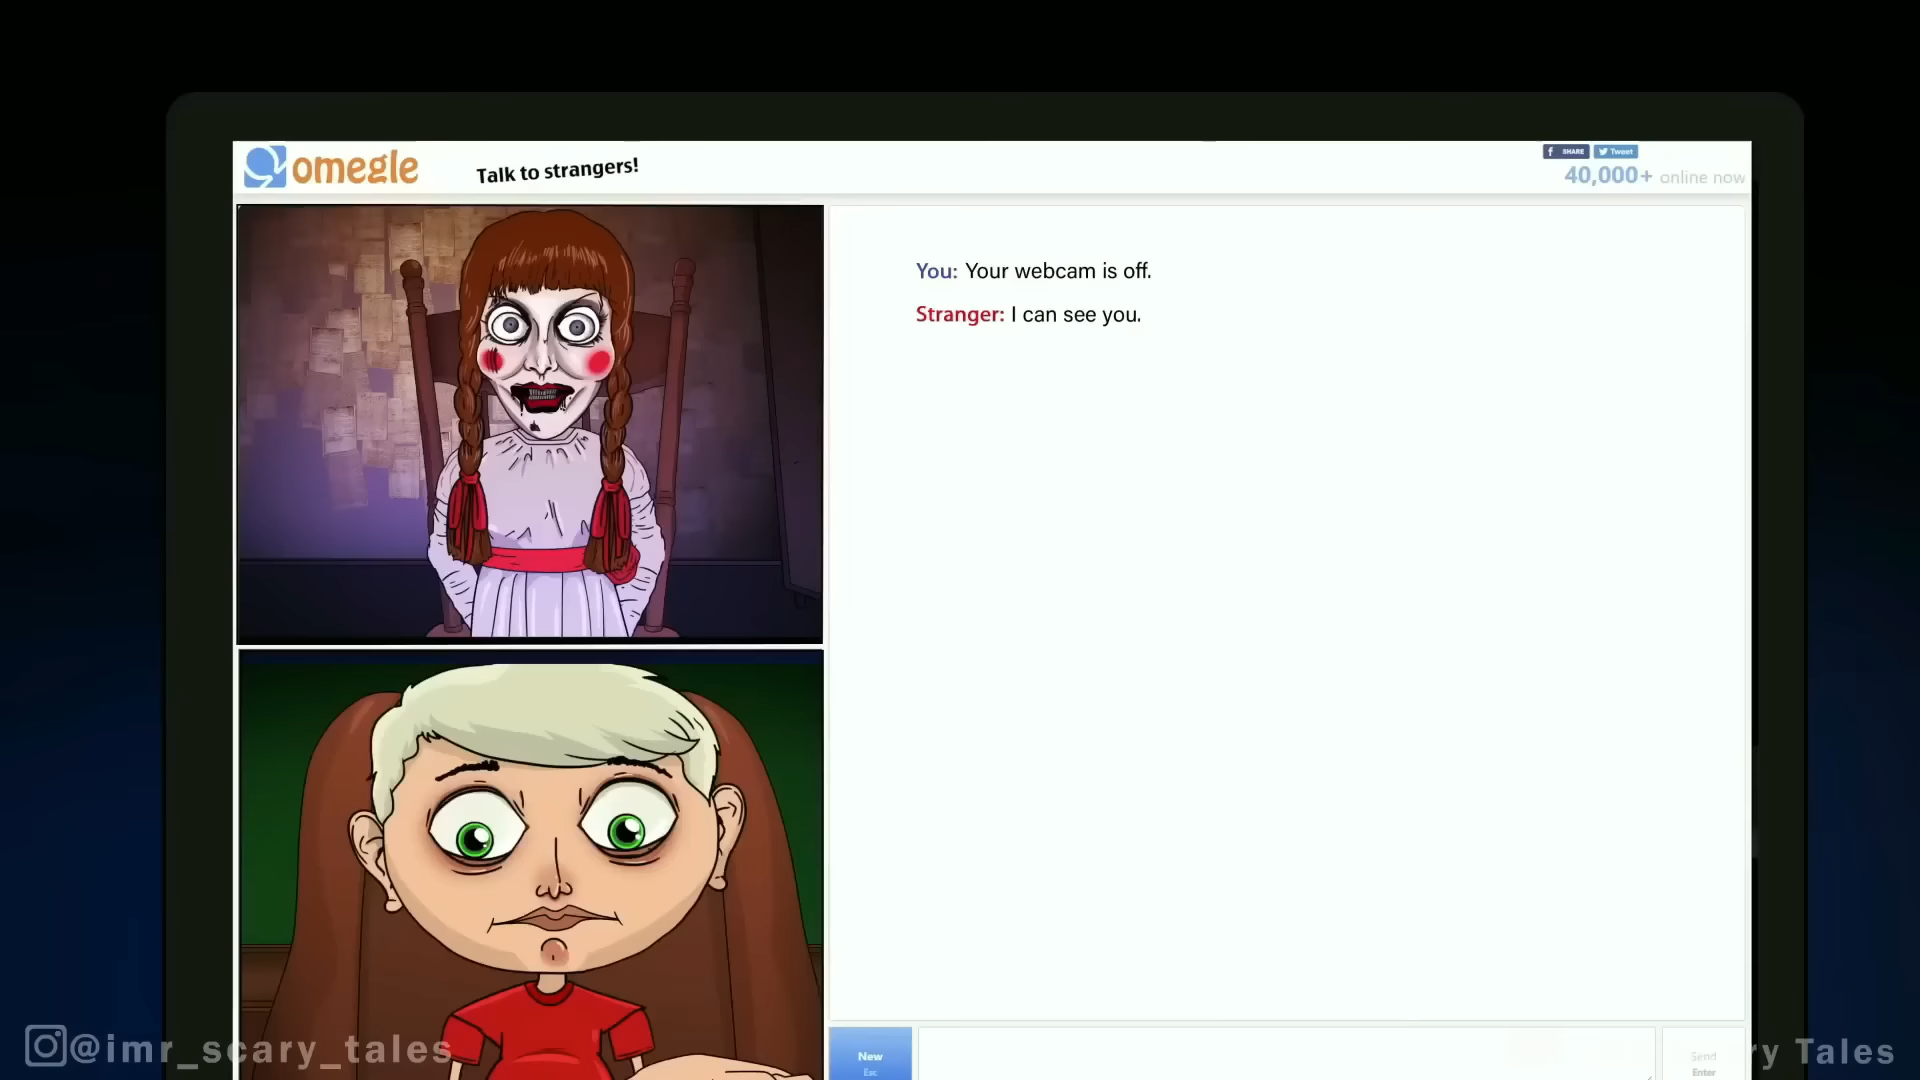 omegle
Talk to strangers!
f SHARE
Tweet
40,000+ online now
You: Your webcam is off.
Stranger: I can see you.
New
Esc
Send
Enter
@imr_scary_tales
ry Tales